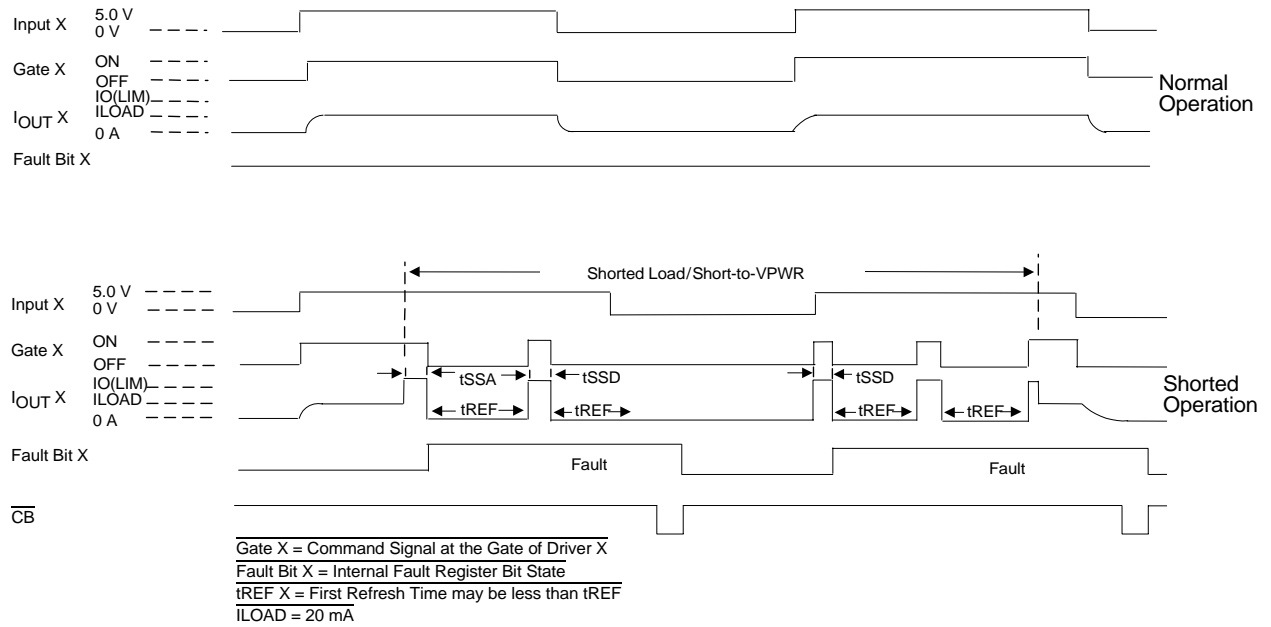 Input X 5.0 V
0 V
Gate X ON
OFF
IO(LIM)
IOUT X ILOAD
0 A
Fault Bit X
Normal
Operation
Shorted Load/Short-to-VPWR
Input X 5.0 V
0 V
Gate X ON
OFF
IO(LIM)
IOUT X ILOAD
0 A
tSSA tSSD tSSD
tREF tREF tREF tREF
Shorted
Operation
Fault Bit X
Fault Fault
CB
Gate X = Command Signal at the Gate of Driver X
Fault Bit X = Internal Fault Register Bit State
tREF X = First Refresh Time may be less than tREF
ILOAD = 20 mA